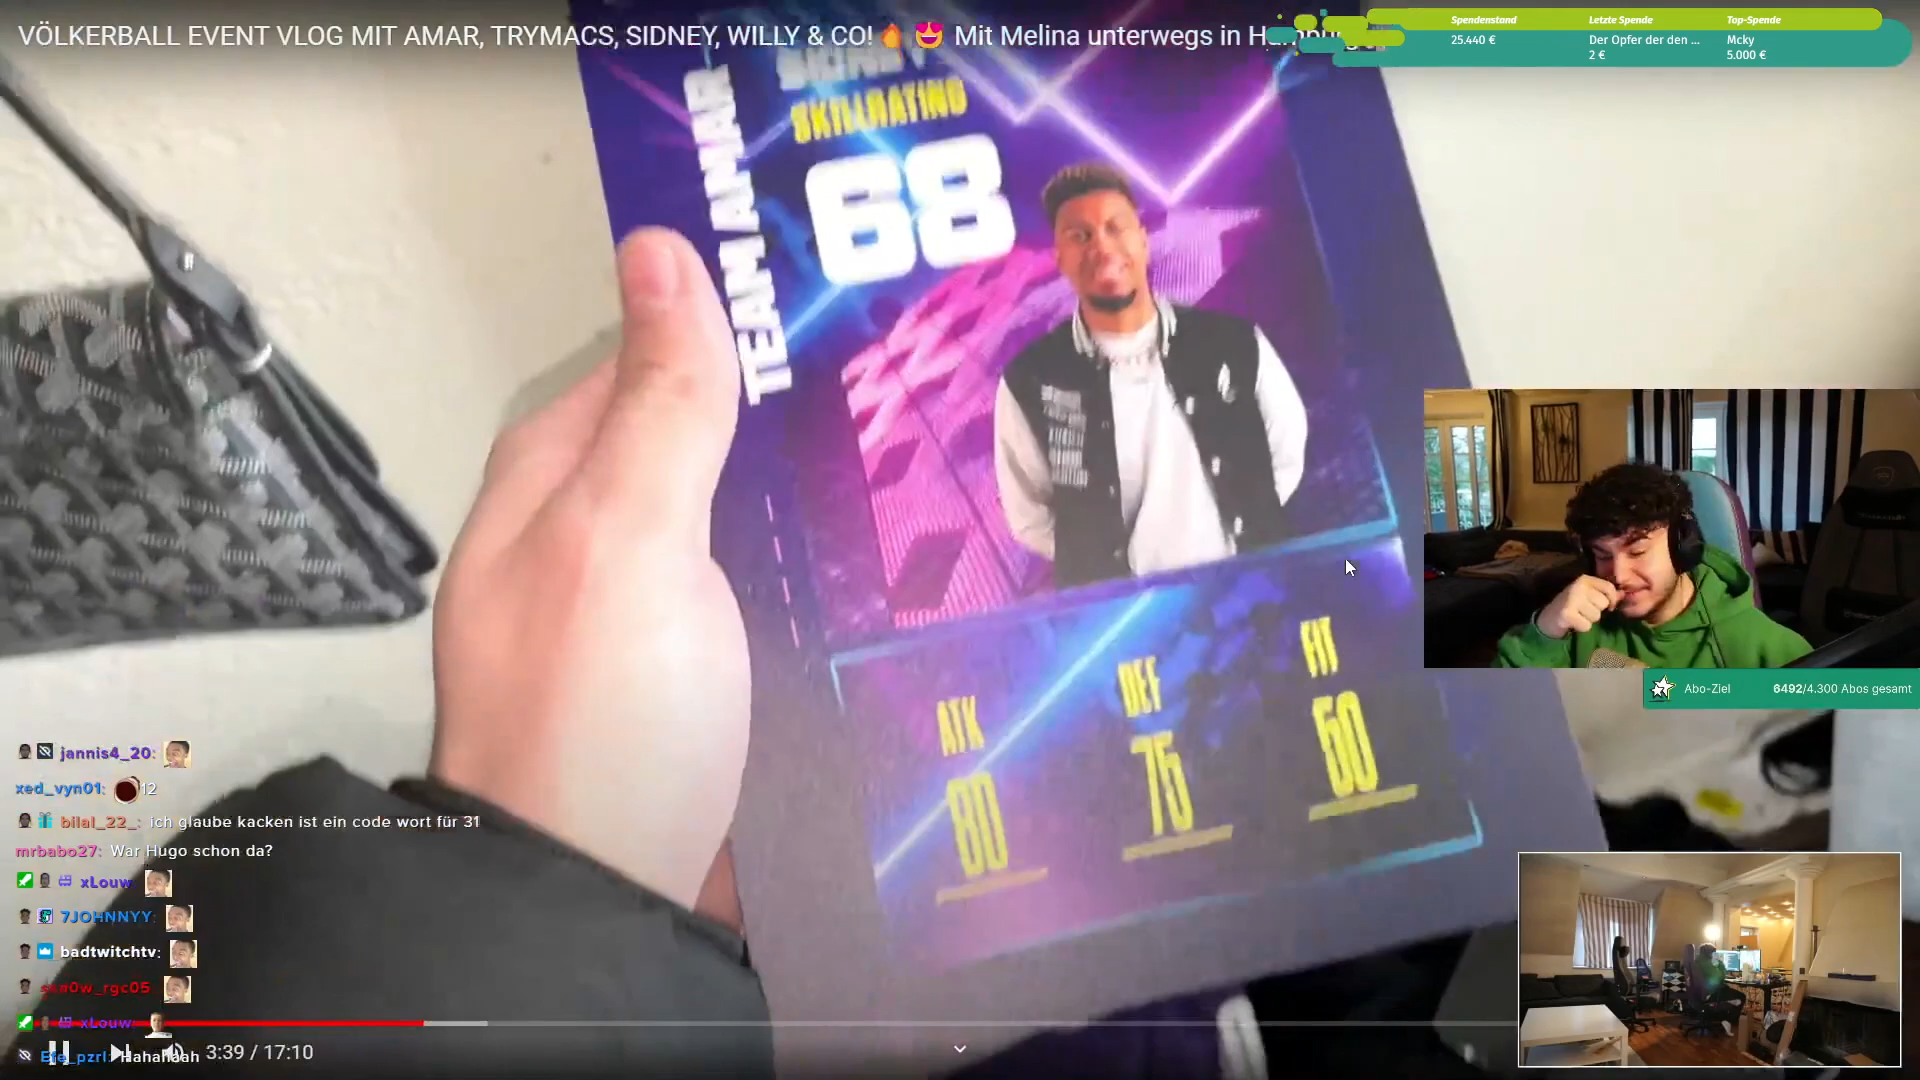 VÖLKERBALL EVENT VLOG MIT AMAR, TRYMACS, SIDNEY, WILLY & CO!🔥 😍 Mit Melina unterwegs in
Spendenstand
25.440 €
Letzte Spende
Der Opfer der den ...
2 €
Top-Spende
Mcky
5.000 €
SKILLRATING
68
TEAM AMAR
ATK
80
DEF
75
FIT
Abo-Ziel 6492/4.300 Abos gesamt
jannis4_20:
xed_vyn01: 12
bilal_22_: ich glaube kacken ist ein code wort für 31
mrbabo27: War Hugo schon da?
xLouw
7JOHNNYY:
badtwitchtv:
xLouw:
Efe_pzrl: Hahahaah
3:39 / 17:10